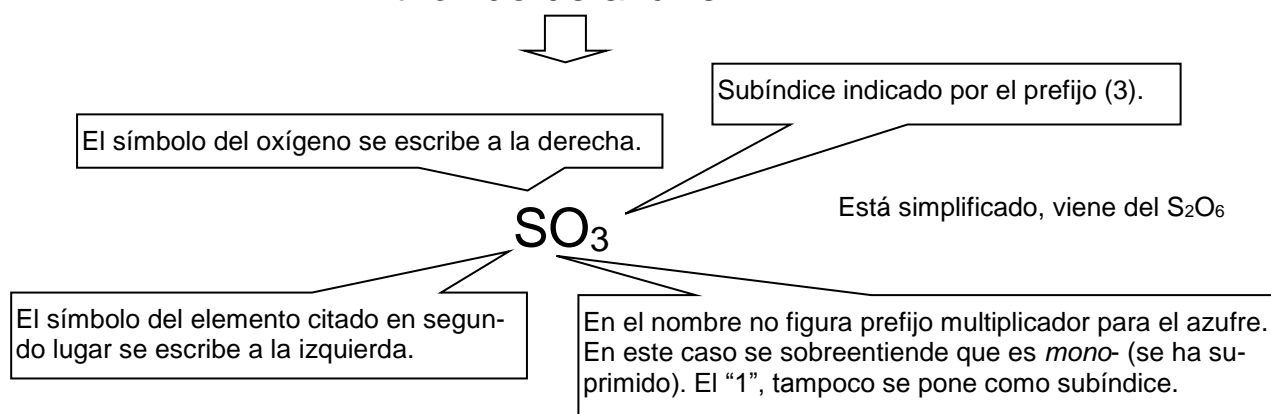 Subíndice indicado por el prefijo (3).
El símbolo del oxígeno se escribe a la derecha.
Está simplificado, viene del S₂O₆
SO₃
El símbolo del elemento citado en segun-
do lugar se escribe a la izquierda.
En el nombre no figura prefijo multiplicador para el azufre.
En este caso se sobreentiende que es mono- (se ha su-
primido). El “1”, tampoco se pone como subíndice.